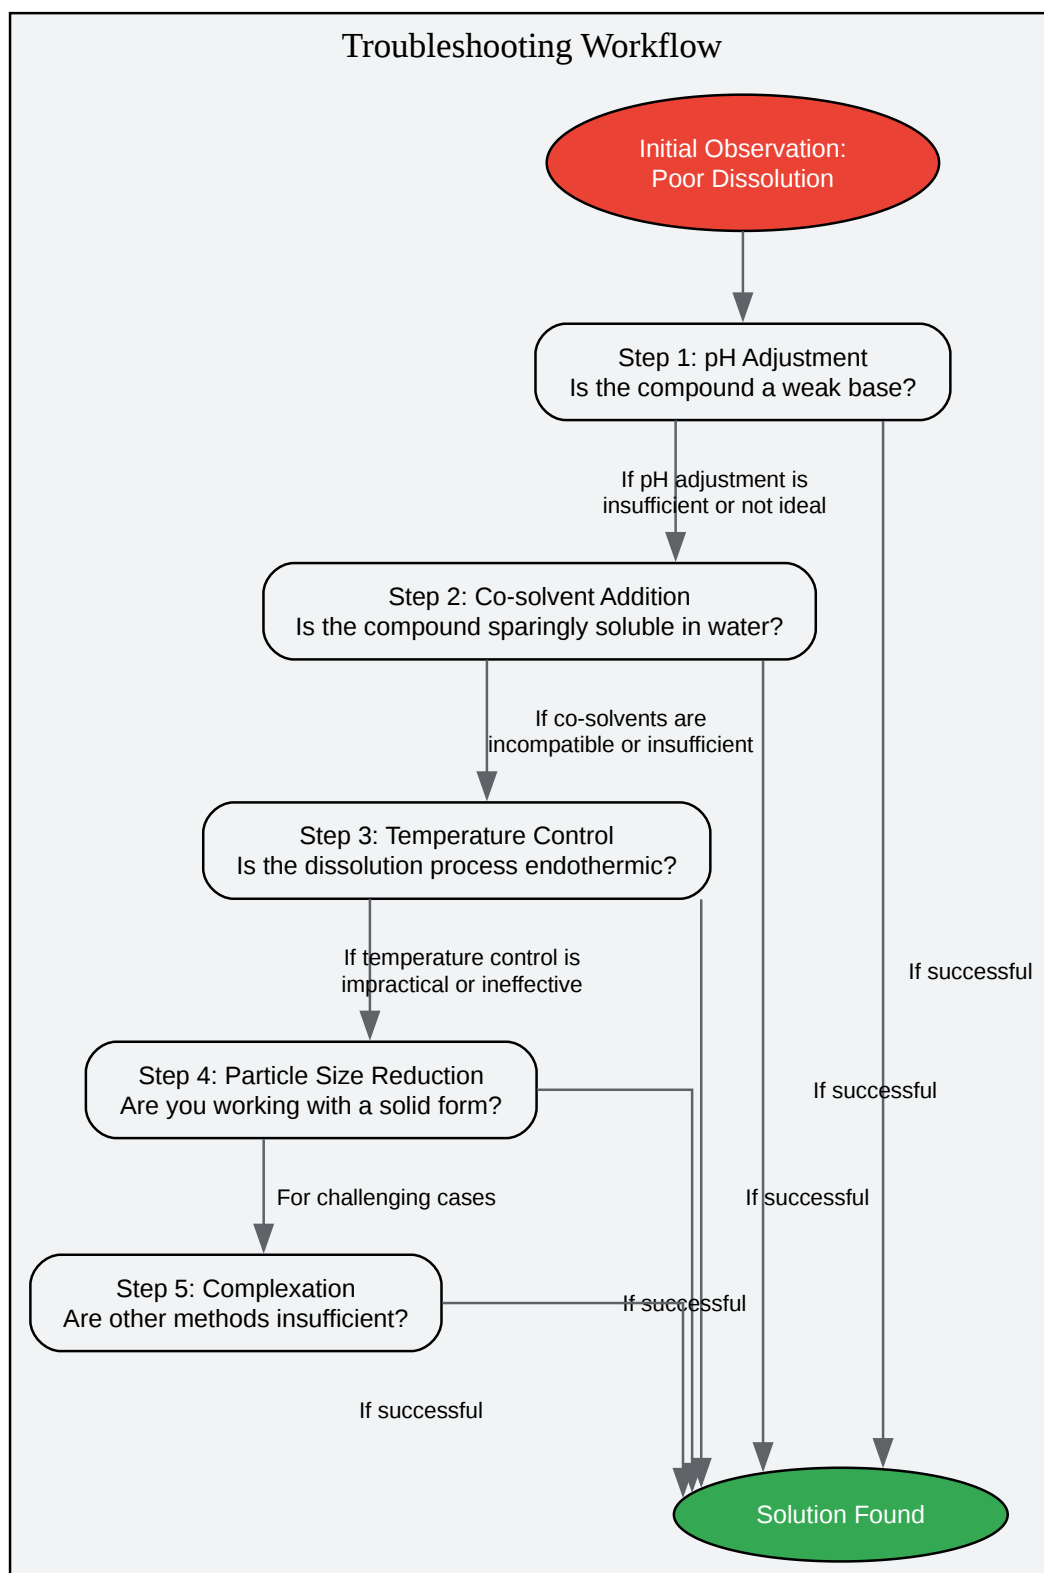 Troubleshooting Workflow
Initial Observation:
Poor Dissolution
Step 1: pH Adjustment
Is the compound a weak base?
If pH adjustment is
insufficient or not ideal
Step 2: Co-solvent Addition
Is the compound sparingly soluble in water?
If co-solvents are
incompatible or insufficient
Step 3: Temperature Control
Is the dissolution process endothermic?
If temperature control is
impractical or ineffective
If successful
Step 4: Particle Size Reduction
Are you working with a solid form?
If successful
For challenging cases
If successful
Step 5: Complexation
Are other methods insufficient?
If successful
If successful
Solution Found